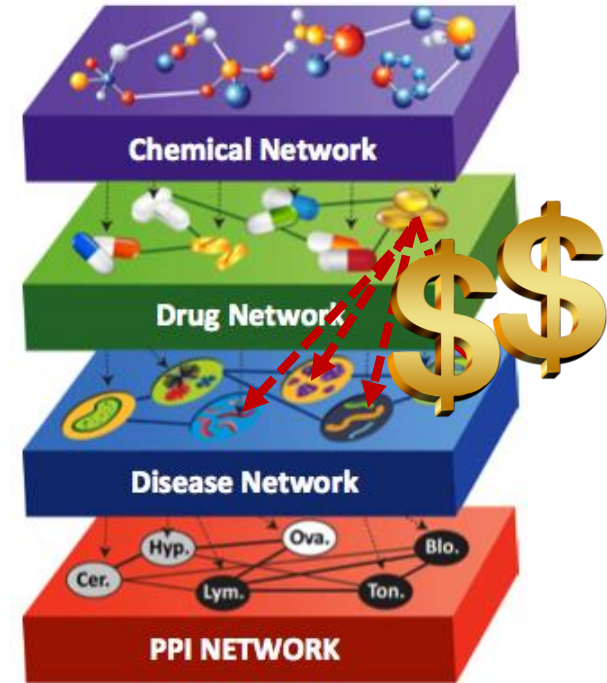 Chemical Network
$
$
Drug Network
Disease Network
Hyp.
Ova.
Blo.
Cer.
Lym.
Ton.
PPI NETWORK